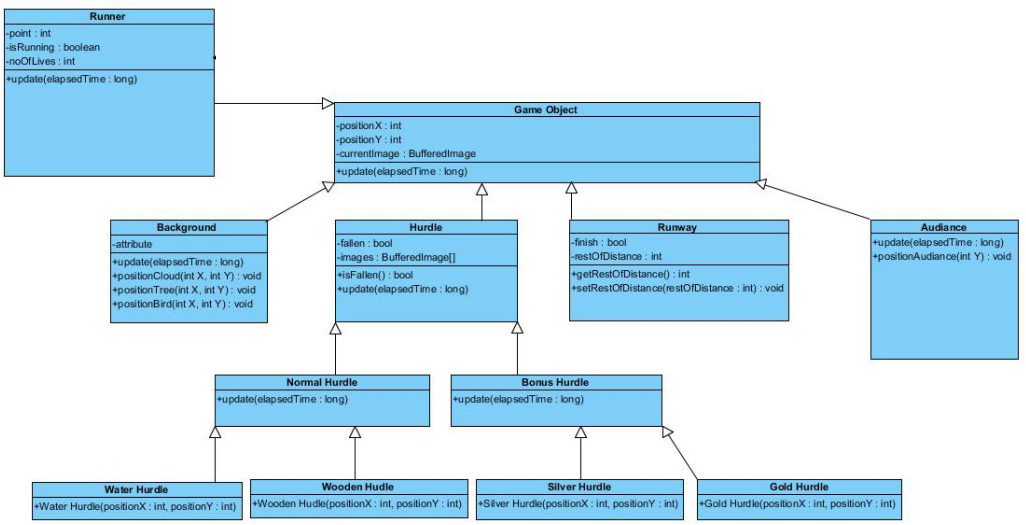 Runner
-point : int
-isRunning : boolean
-noOfLives : int
+update(elapsedTime : long)
Game Object
-positionX : int
-positionY : int
-currentImage : BufferedImage
+update(elapsedTime : long)
Background
-attribute
+update(elapsedTime : long)
+positionCloud(int X, int Y) : void
+positionTree(int X, int Y) : void
+positionBird(int X, int Y) : void
Hurdle
-fallen : bool
-images : BufferedImage[]
+isFallen() : bool
+update(elapsedTime : long)
Runway
-finish : bool
-restOfDistance : int
+getRestOfDistance() : int
+setRestOfDistance(restOfDistance : int) : void
Audiance
+update(elapsedTime : long)
+positionAudiance(int Y) : void
Normal Hurdle
+update(elapsedTime : long)
Bonus Hurdle
+update(elapsedTime : long)
Water Hurdle
+Water Hurdle(positionX : int, positionY : int)
Wooden Hudle
+Wooden Hudle(positionX : int, positionY : int)
Silver Hurdle
+Silver Hurdle(positionX : int, positionY : int)
Gold Hurdle
+Gold Hurdle(positionX : int, positionY : int)